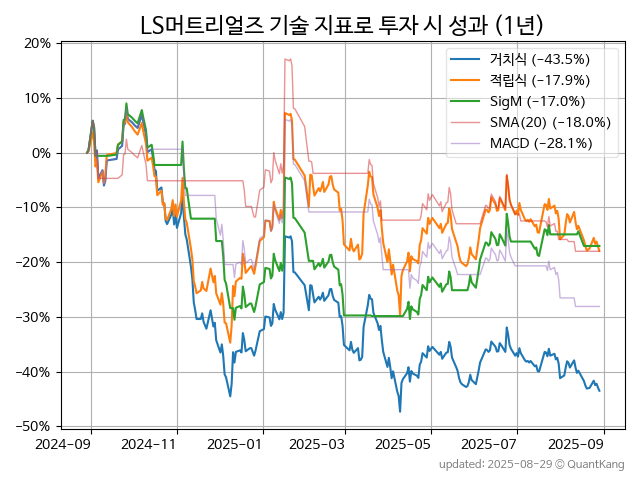 LS머트리얼즈 기술 지표로 투자 시 성과 (1년)
20%
10%
0%
−10%
−20%
−30%
−40%
−50%
거치식 (−43.5%)
적립식 (−17.9%)
SigM (−17.0%)
SMA(20) (−18.0%)
MACD (−28.1%)
2024−09
2024−11
2025−01
2025−03
2025−05
2025−07
2025−09
updated: 2025−08−29 © QuantKang